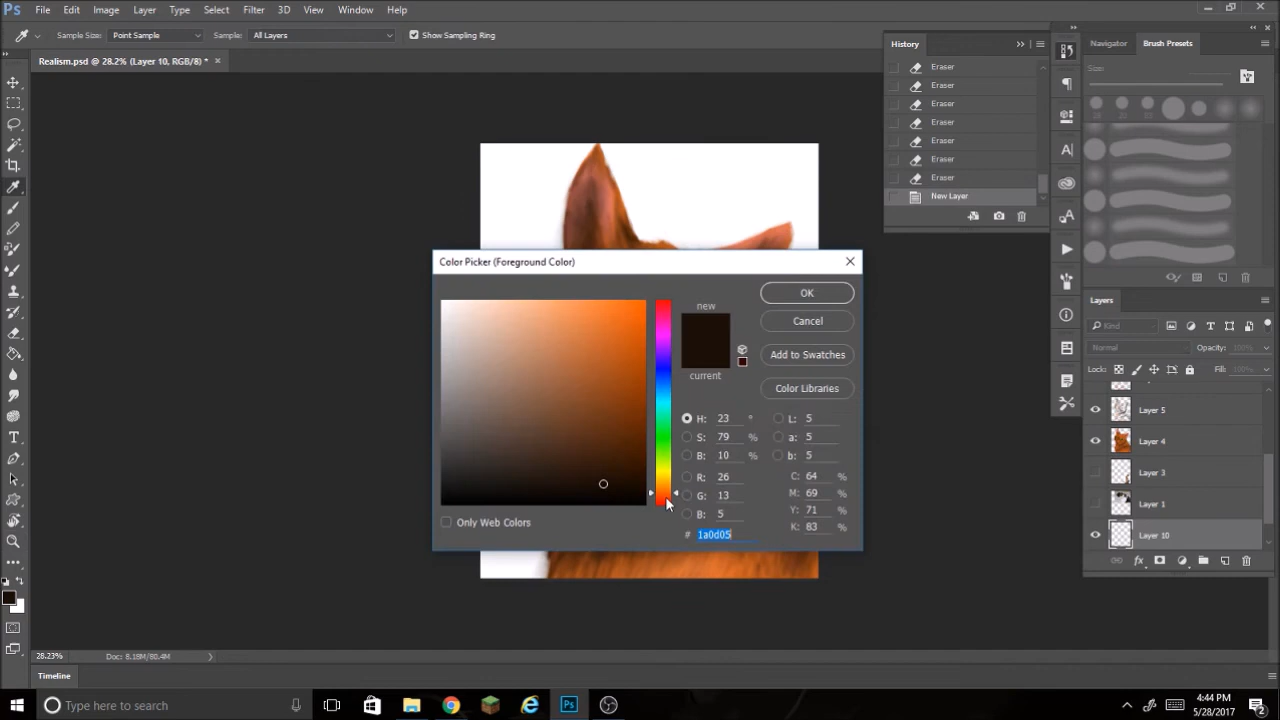 Ps File Edit Image Layer Type Select Filter 3D View Window Help
Sample Size: Point Sample Sample: All Layers Show Sampling Ring
Realism.psd @ 28.2% (Layer 10, RGB/8) * ×
History
Eraser
Eraser
Eraser
Eraser
Eraser
Eraser
Eraser
New Layer
Navigator Brush Presets
Size:
Color Picker (Foreground Color)
new
current
OK
Cancel
Add to Swatches
Color Libraries
H: 23 °
S: 79 %
B: 10 %
R: 26
G: 13
B: 5
L: 5
a: 5
b: 5
C: 64 %
M: 69 %
Y: 71 %
K: 83 %
# 1a0d05
Only Web Colors
Layers
Kind
Normal Opacity: 100%
Lock: Fill: 100%
Layer 5
Layer 4
Layer 3
Layer 1
Layer 10
28.23% Doc: 8.18M/80.4M
Timeline
Type here to search
Ps
4:44 PM
5/28/2017
2